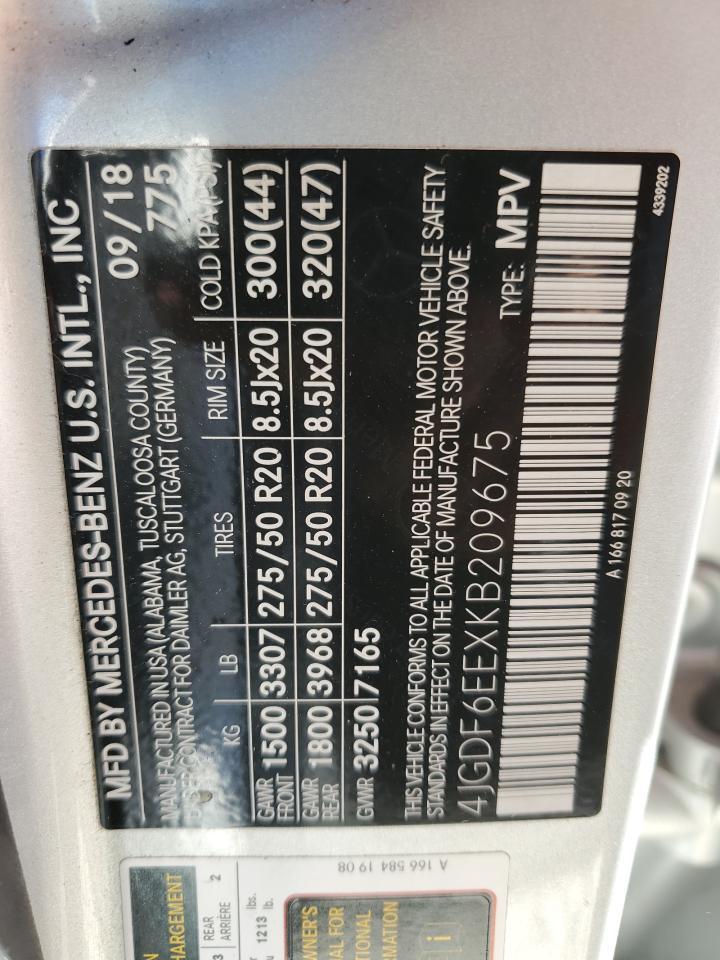 MFD BY MERCEDES-BENZ U.S. INTL., INC
MANUFACTURED IN USA (ALABAMA, TUSCALOOSA COUNTY) 09/18
UNDER CONTRACT FOR DAIMLER AG, STUTTGART (GERMANY) 775
KG LB TIRES RIM SIZE COLD KPA(PSI)
GAWR FRONT 1500 3307 275/50 R20 8.5Jx20 300(44)
GAWR REAR 1800 3968 275/50 R20 8.5Jx20 320(47)
GVWR 3250 7165
THIS VEHICLE CONFORMS TO ALL APPLICABLE FEDERAL MOTOR VEHICLE SAFETY
STANDARDS IN EFFECT ON THE DATE OF MANUFACTURE SHOWN ABOVE.
4JGDF6EEXKB209675 TYPE: MPV
A 166 817 09 20 4339202
A 166 584 19 08
HARGEMENT
REAR
ARRIÈRE 2
1213 lbs.
lb.